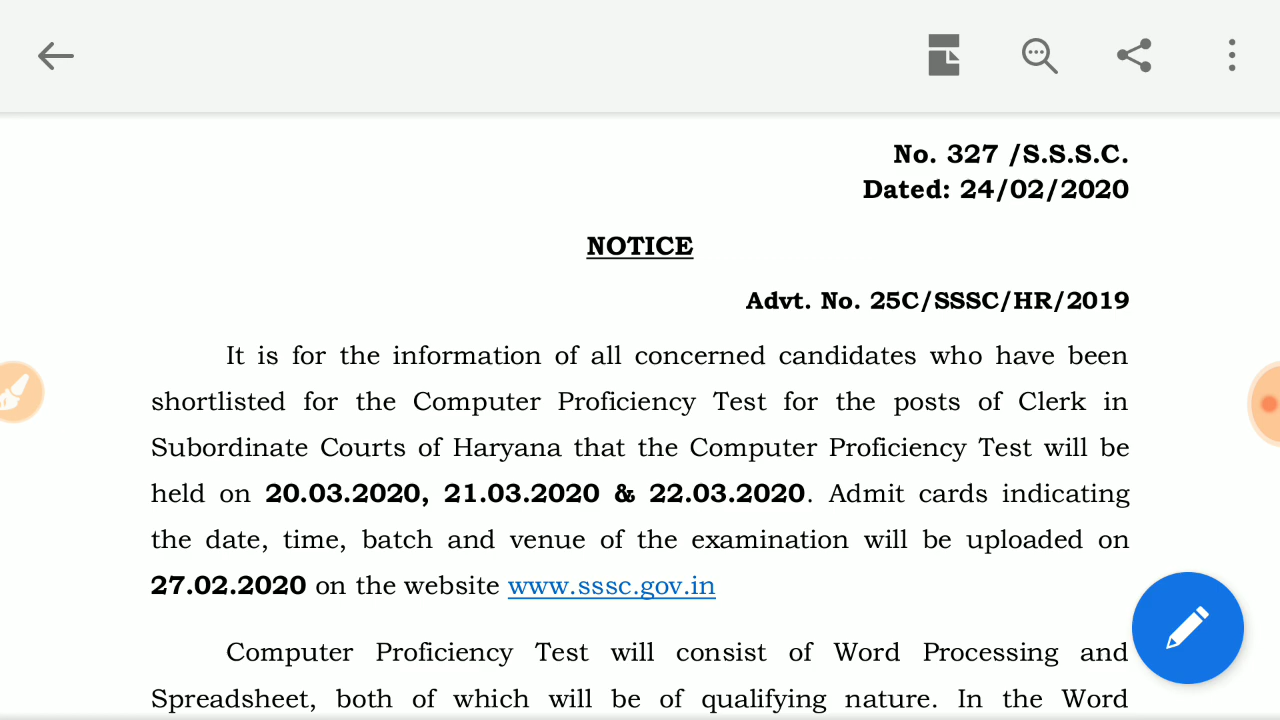 No. 327 /S.S.S.C.
Dated: 24/02/2020
NOTICE
Advt. No. 25C/SSSC/HR/2019
It is for the information of all concerned candidates who have been
shortlisted for the Computer Proficiency Test for the posts of Clerk in
Subordinate Courts of Haryana that the Computer Proficiency Test will be
held on 20.03.2020, 21.03.2020 & 22.03.2020. Admit cards indicating
the date, time, batch and venue of the examination will be uploaded on
27.02.2020 on the website www.sssc.gov.in
Computer Proficiency Test will consist of Word Processing and
Spreadsheet, both of which will be of qualifying nature. In the Word